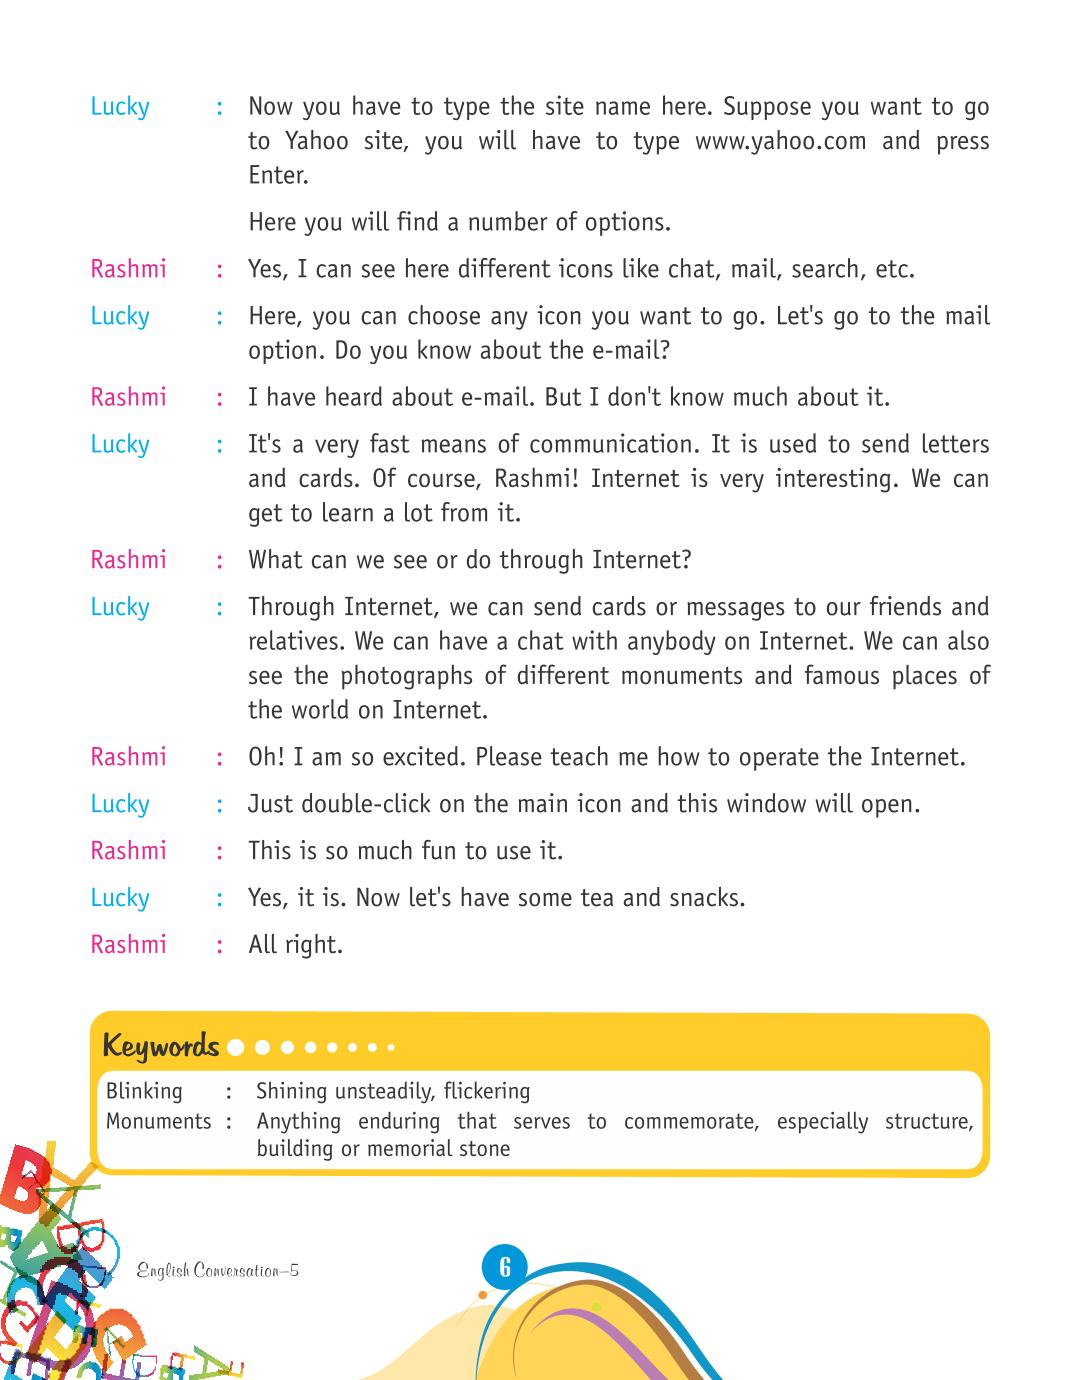 Lucky : Now you have to type the site name here. Suppose you want to go
to Yahoo site, you will have to type www.yahoo.com and press
Enter.
Here you will find a number of options.
Rashmi : Yes, I can see here different icons like chat, mail, search, etc.
Lucky : Here, you can choose any icon you want to go. Let's go to the mail
option. Do you know about the e-mail?
Rashmi : I have heard about e-mail. But I don't know much about it.
Lucky : It's a very fast means of communication. It is used to send letters
and cards. Of course, Rashmi! Internet is very interesting. We can
get to learn a lot from it.
Rashmi : What can we see or do through Internet?
Lucky : Through Internet, we can send cards or messages to our friends and
relatives. We can have a chat with anybody on Internet. We can also
see the photographs of different monuments and famous places of
the world on Internet.
Rashmi : Oh! I am so excited. Please teach me how to operate the Internet.
Lucky : Just double-click on the main icon and this window will open.
Rashmi : This is so much fun to use it.
Lucky : Yes, it is. Now let's have some tea and snacks.
Rashmi : All right.
Keywords
Blinking : Shining unsteadily, flickering
Monuments : Anything enduring that serves to commemorate, especially structure,
building or memorial stone
English Conversation–5
6